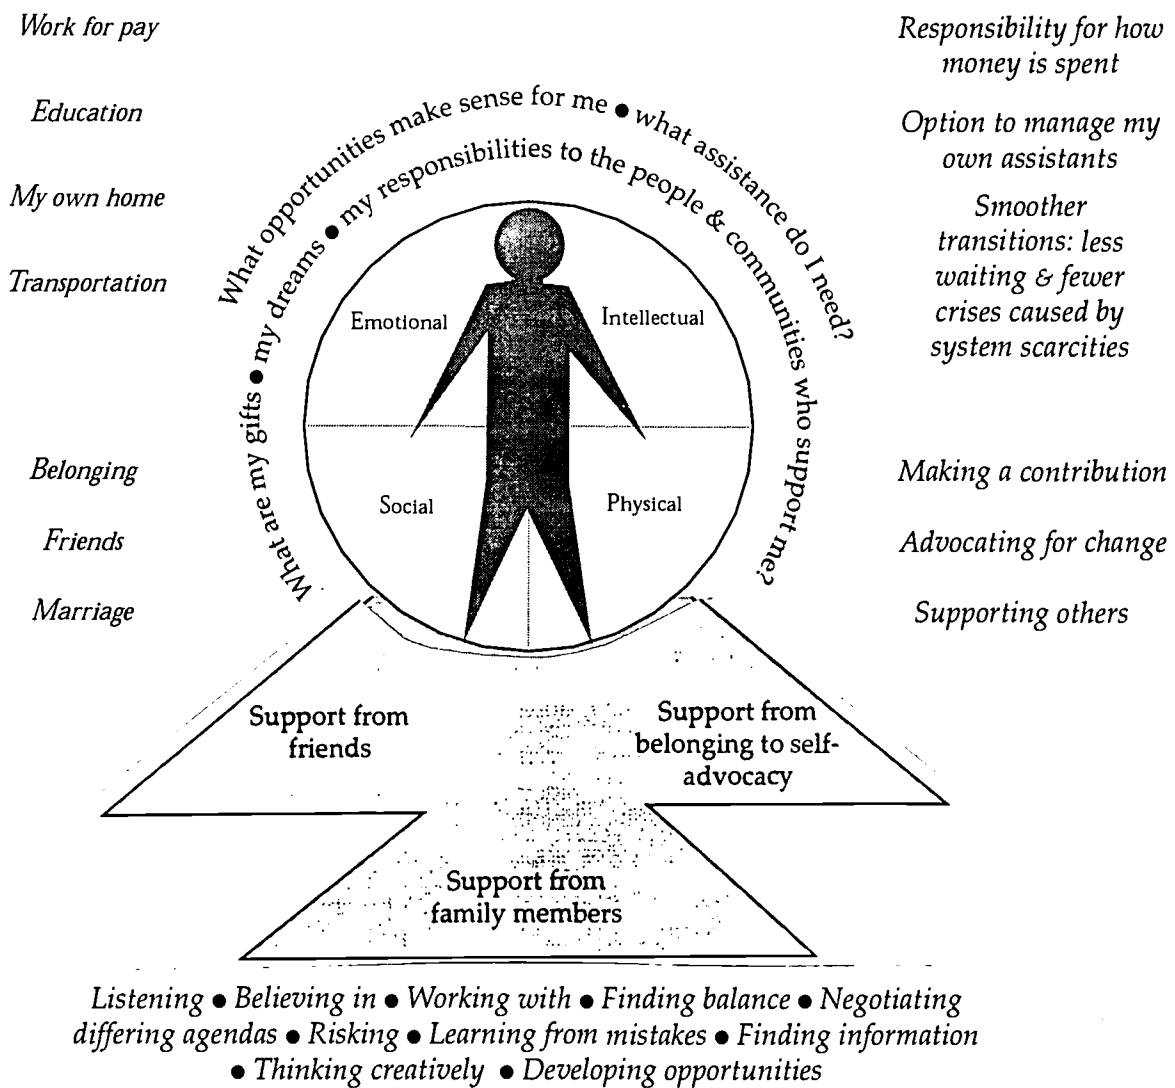 Work for pay
Education
My own home
Transportation
Belonging
Friends
Marriage
What opportunities make sense for me ● what assistance do I need?
What are my gifts ● my dreams ● my responsibilities to the people & communities who support me?
Emotional
Intellectual
Social
Physical
Responsibility for how
money is spent
Option to manage my
own assistants
Smoother
transitions: less
waiting & fewer
crises caused by
system scarcities
Making a contribution
Advocating for change
Supporting others
Support from
friends
Support from
belonging to self-
advocacy
Support from
family members
Listening ● Believing in ● Working with ● Finding balance ● Negotiating
differing agendas ● Risking ● Learning from mistakes ● Finding information
● Thinking creatively ● Developing opportunities